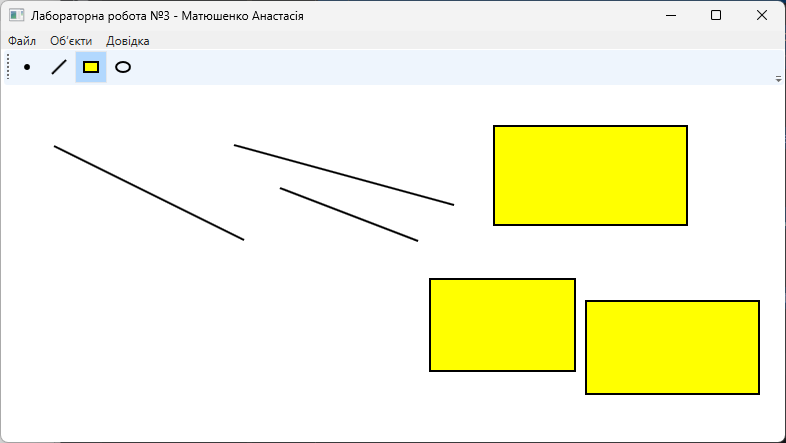 Лабораторна робота №3 - Матюшенко Анастасія
Файл Об'єкти Довідка